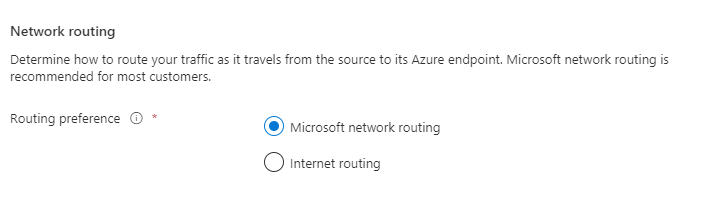 Network routing
Determine how to route your traffic as it travels from the source to its Azure endpoint. Microsoft network routing is
recommended for most customers.
Routing preference ⓘ *
Microsoft network routing
Internet routing